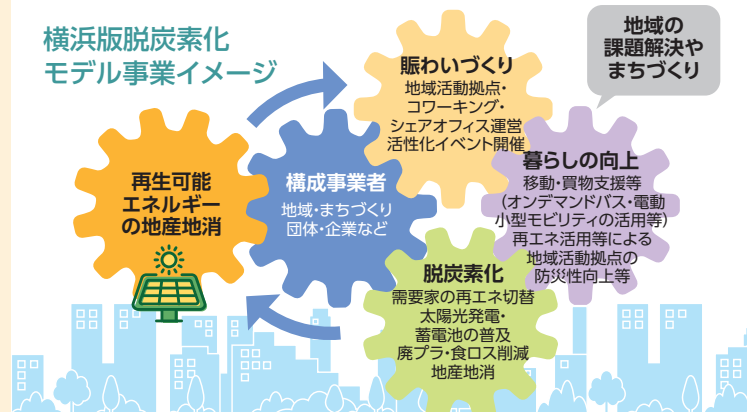 横浜版脱炭素化
モデル事業イメージ
地域の
課題解決や
まちづくり
賑わいづくり
地域活動拠点・
コワーキング・
シェアオフィス運営
活性化イベント開催
再生可能
エネルギー
の地産地消
構成事業者
地域・まちづくり
団体・企業など
暮らしの向上
移動・買物支援等
(オンデマンドバス・電動
小型モビリティの活用等)
再エネ活用等による
地域活動拠点の
防災性向上等
脱炭素化
需要家の再エネ切替
太陽光発電・
蓄電池の普及
廃プラ・食ロス削減
地産地消